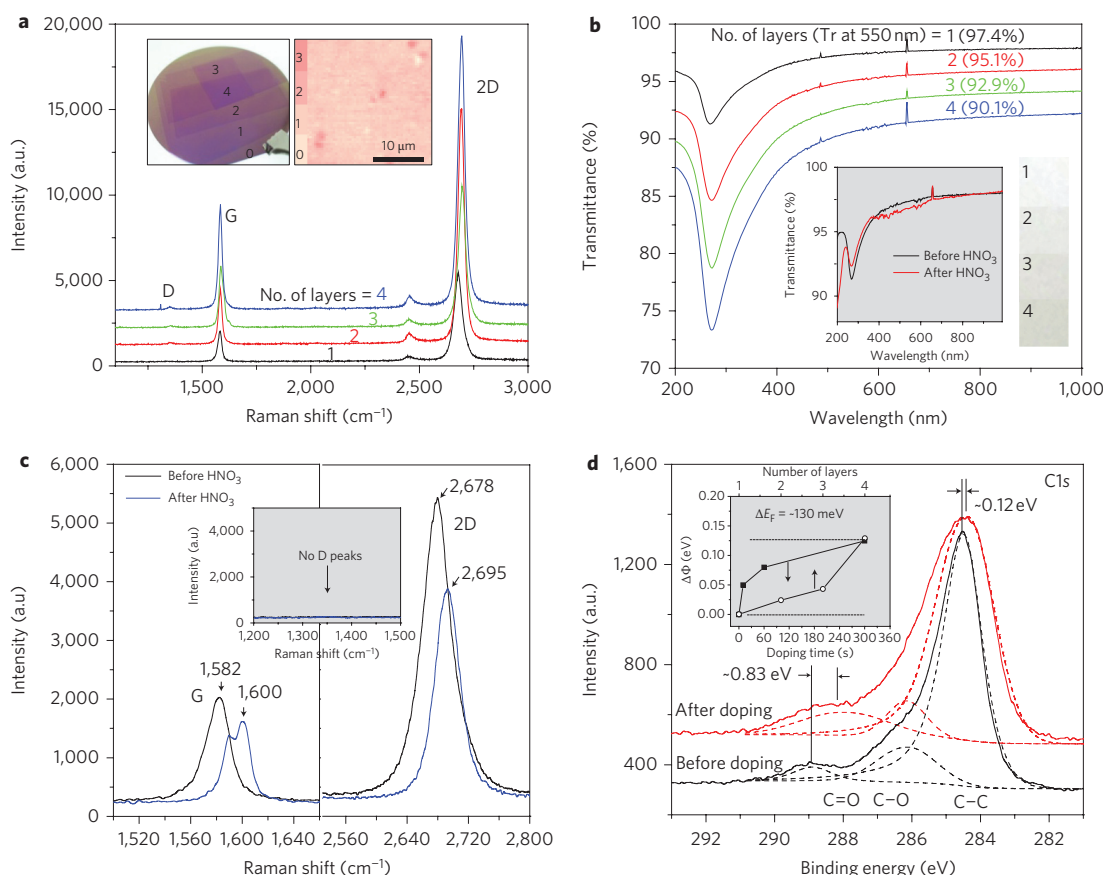 a
20,000
15,000
10,000
5,000
0
Intensity (a.u.)
3
4
2
1
0
3
2
1
0
10 μm
2D
G
D
No. of layers = 4
3
2
1
1,500
2,000
2,500
3,000
Raman shift (cm⁻¹)
b
100
95
90
85
80
75
70
Transmittance (%)
No. of layers (Tr at 550 nm) = 1 (97.4%)
2 (95.1%)
3 (92.9%)
4 (90.1%)
100
95
90
Transmittance (%)
Before HNO₃
After HNO₃
200 400 600 800
Wavelength (nm)
1
2
3
4
200
400
600
800
1,000
Wavelength (nm)
c
6,000
5,000
4,000
3,000
2,000
1,000
0
Intensity (a.u)
Before HNO₃
After HNO₃
2,678
2D
2,695
4,000
2,000
0
Intensity (a.u)
No D peaks
1,200 1,300 1,400 1,500
Raman shift (cm⁻¹)
1,582
G
1,600
1,520 1,560 1,600 1,640
2,560 2,640 2,720 2,800
Raman shift (cm⁻¹)
d
1,600
1,200
800
400
Intensity (a.u.)
C1s
~0.12 eV
Number of layers
1 2 3 4
0.20
0.15
0.10
0.05
0.00
ΔΦ (eV)
ΔE_F = ~130 meV
0 60 120 180 240 300 360
Doping time (s)
~0.83 eV
After doping
Before doping
C=O
C–O
C–C
292 290 288 286 284 282
Binding energy (eV)